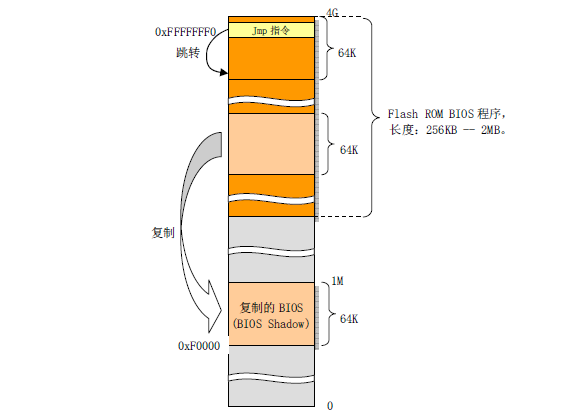 4G
0xFFFFFFF0
Jmp 指令
跳转
64K
Flash ROM BIOS 程序，
长度：256KB -- 2MB。
64K
复制
1M
复制的 BIOS
(BIOS Shadow)
64K
0xF0000
0